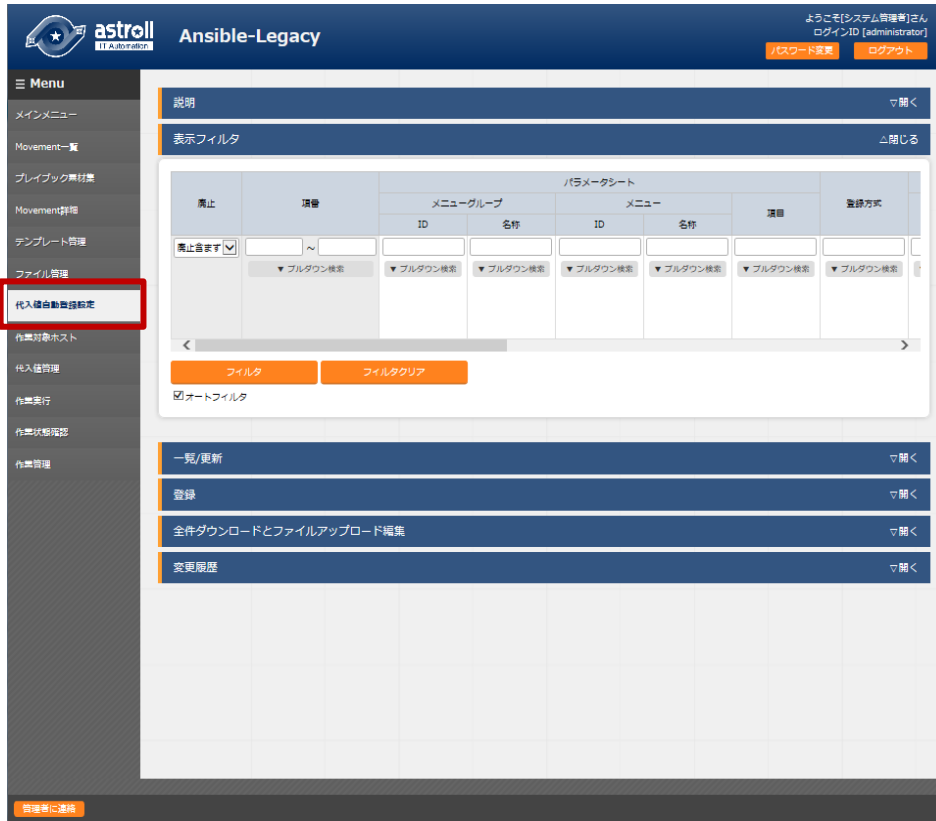 astroll
IT Automation
Ansible-Legacy
ようこそ[システム管理者]さん
ログインID [administrator]
パスワード変更 ログアウト
☰ Menu
メインメニュー
Movement一覧
プレイブック素材集
Movement詳細
テンプレート管理
ファイル管理
代入値自動登録設定
作業対象ホスト
代入値管理
作業実行
作業状態確認
作業管理
説明 ▽開く
表示フィルタ △閉じる
廃止 項番 パラメータシート 登録方式
メニューグループ メニュー 項目
ID 名称 ID 名称
廃止含まず ～
▼ プルダウン検索 ▼ プルダウン検索 ▼ プルダウン検索 ▼ プルダウン検索 ▼ プルダウン検索 ▼ プルダウン検索 ▼ プルダウン検索
フィルタ フィルタクリア
オートフィルタ
一覧/更新 ▽開く
登録 ▽開く
全件ダウンロードとファイルアップロード編集 ▽開く
変更履歴 ▽開く
管理者に連絡